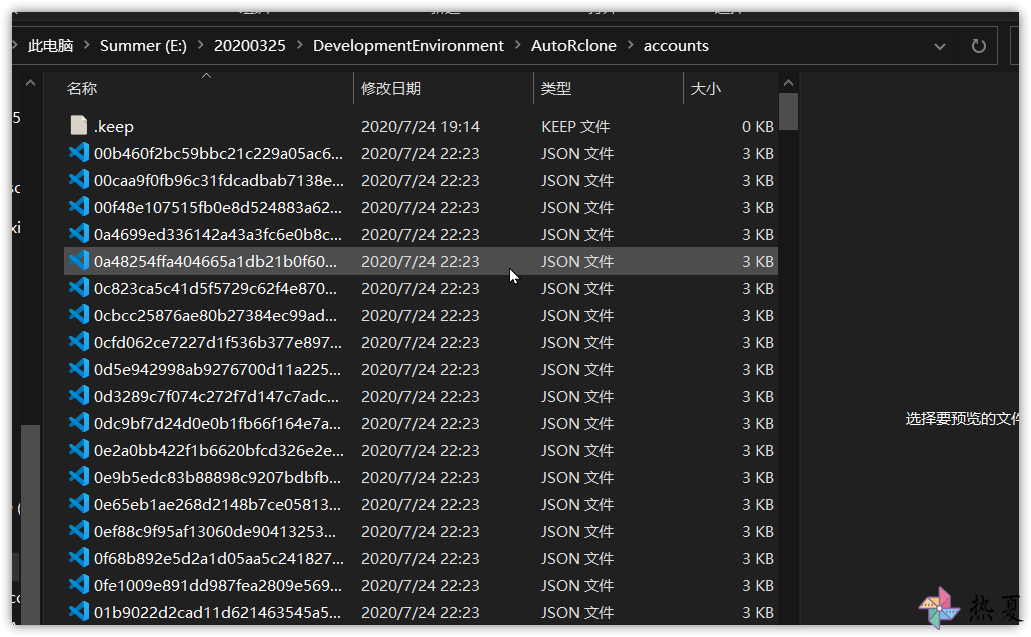 此电脑 > Summer (E:) > 20200325 > DevelopmentEnvironment > AutoRclone > accounts
名称 修改日期 类型 大小
.keep 2020/7/24 19:14 KEEP 文件 0 KB
00b460f2bc59bbc21c229a05ac6... 2020/7/24 22:23 JSON 文件 3 KB
00caa9f0fb96c31fdcadbab7138e... 2020/7/24 22:23 JSON 文件 3 KB
00f48e107515fb0e8d524883a62... 2020/7/24 22:23 JSON 文件 3 KB
0a4699ed336142a43a3fc6e0b8c... 2020/7/24 22:23 JSON 文件 3 KB
0a48254ffa404665a1db21b0f60... 2020/7/24 22:23 JSON 文件 3 KB
0c823ca5c41d5f5729c62f4e870... 2020/7/24 22:23 JSON 文件 3 KB
0cbcc25876ae80b27384ec99ad... 2020/7/24 22:23 JSON 文件 3 KB
0cfd062ce7227d1f536b377e897... 2020/7/24 22:23 JSON 文件 3 KB
0d5e942998ab9276700d11a225... 2020/7/24 22:23 JSON 文件 3 KB
0d3289c7f074c272f7d147c7adc... 2020/7/24 22:23 JSON 文件 3 KB
选择要预览的文件
0dc9bf7d24d0e0b1fb66f164e7a... 2020/7/24 22:23 JSON 文件 3 KB
0e2a0bb422f1b6620bfcd326e2e... 2020/7/24 22:23 JSON 文件 3 KB
0e9b5edc83b88898c9207bdbfb... 2020/7/24 22:23 JSON 文件 3 KB
0e65eb1ae268d2148b7ce05813... 2020/7/24 22:23 JSON 文件 3 KB
0ef88c9f95af13060de90413253... 2020/7/24 22:23 JSON 文件 3 KB
0f68b892e5d2a1d05aa5c241827... 2020/7/24 22:23 JSON 文件 3 KB
0fe1009e891dd987fea2809e569... 2020/7/24 22:23 JSON 文件 3 KB
01b9022d2cad11d621463545a5... 2020/7/24 22:23 JSON 文件 3 KB
热夏